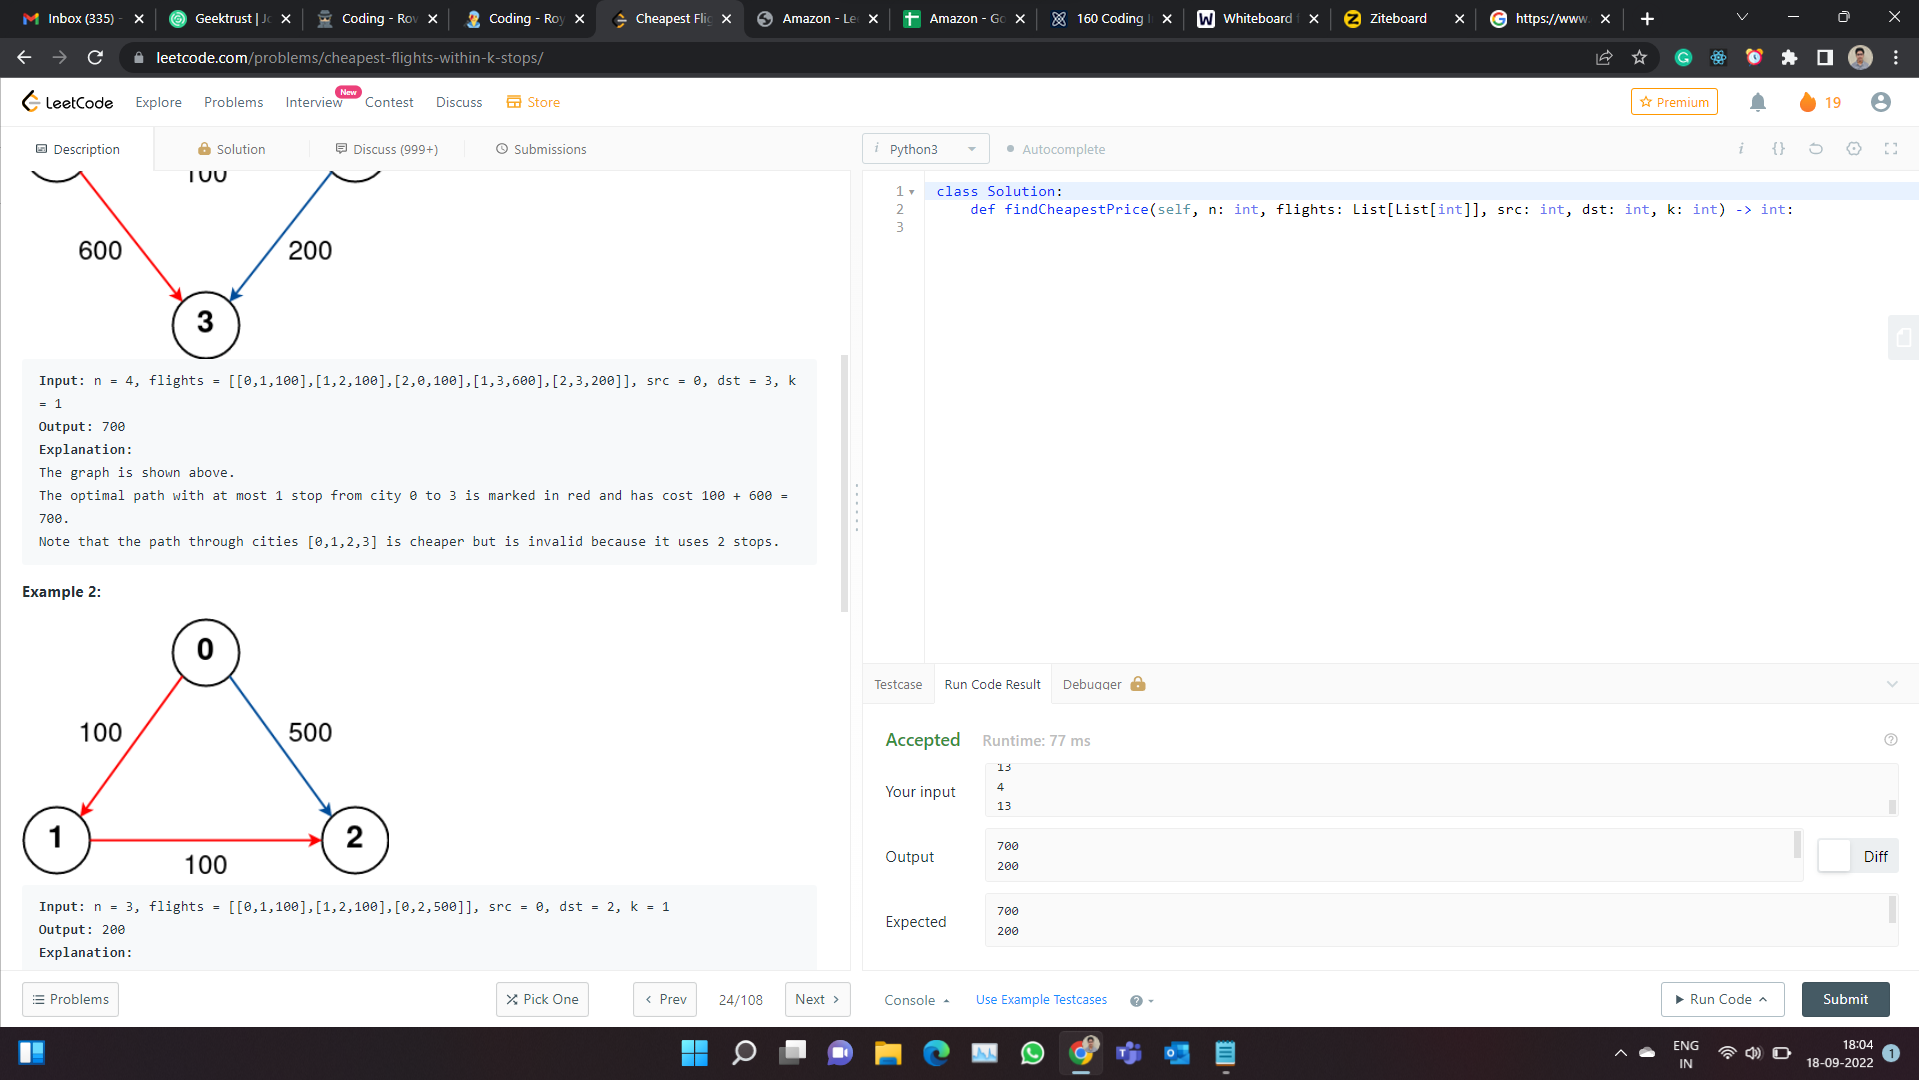 Inbox (335) -
Geektrust | Jo
Coding - Rov
Coding - Roy
Cheapest Flig
Amazon - Le
Amazon - Go
160 Coding I
Whiteboard f
Ziteboard
https://www.
leetcode.com/problems/cheapest-flights-within-k-stops/
LeetCode
Explore
Problems
Interview
New
Contest
Discuss
Store
Premium
19
Description
Solution
Discuss (999+)
Submissions
i Python3
Autocomplete
i
{}
100
600
200
3
Input: n = 4, flights = [[0,1,100],[1,2,100],[2,0,100],[1,3,600],[2,3,200]], src = 0, dst = 3, k
= 1
Output: 700
Explanation:
The graph is shown above.
The optimal path with at most 1 stop from city 0 to 3 is marked in red and has cost 100 + 600 =
700.
Note that the path through cities [0,1,2,3] is cheaper but is invalid because it uses 2 stops.
Example 2:
0
100
500
1
2
100
Input: n = 3, flights = [[0,1,100],[1,2,100],[0,2,500]], src = 0, dst = 2, k = 1
Output: 200
Explanation:
1 class Solution:
2 def findCheapestPrice(self, n: int, flights: List[List[int]], src: int, dst: int, k: int) -> int:
3
Testcase
Run Code Result
Debugger
Accepted
Runtime: 77 ms
Your input
13
4
13
Output
700
200
Diff
Expected
700
200
Problems
Pick One
Prev
24/108
Next
Console
Use Example Testcases
Run Code
Submit
ENG
IN
18:04
18-09-2022
1